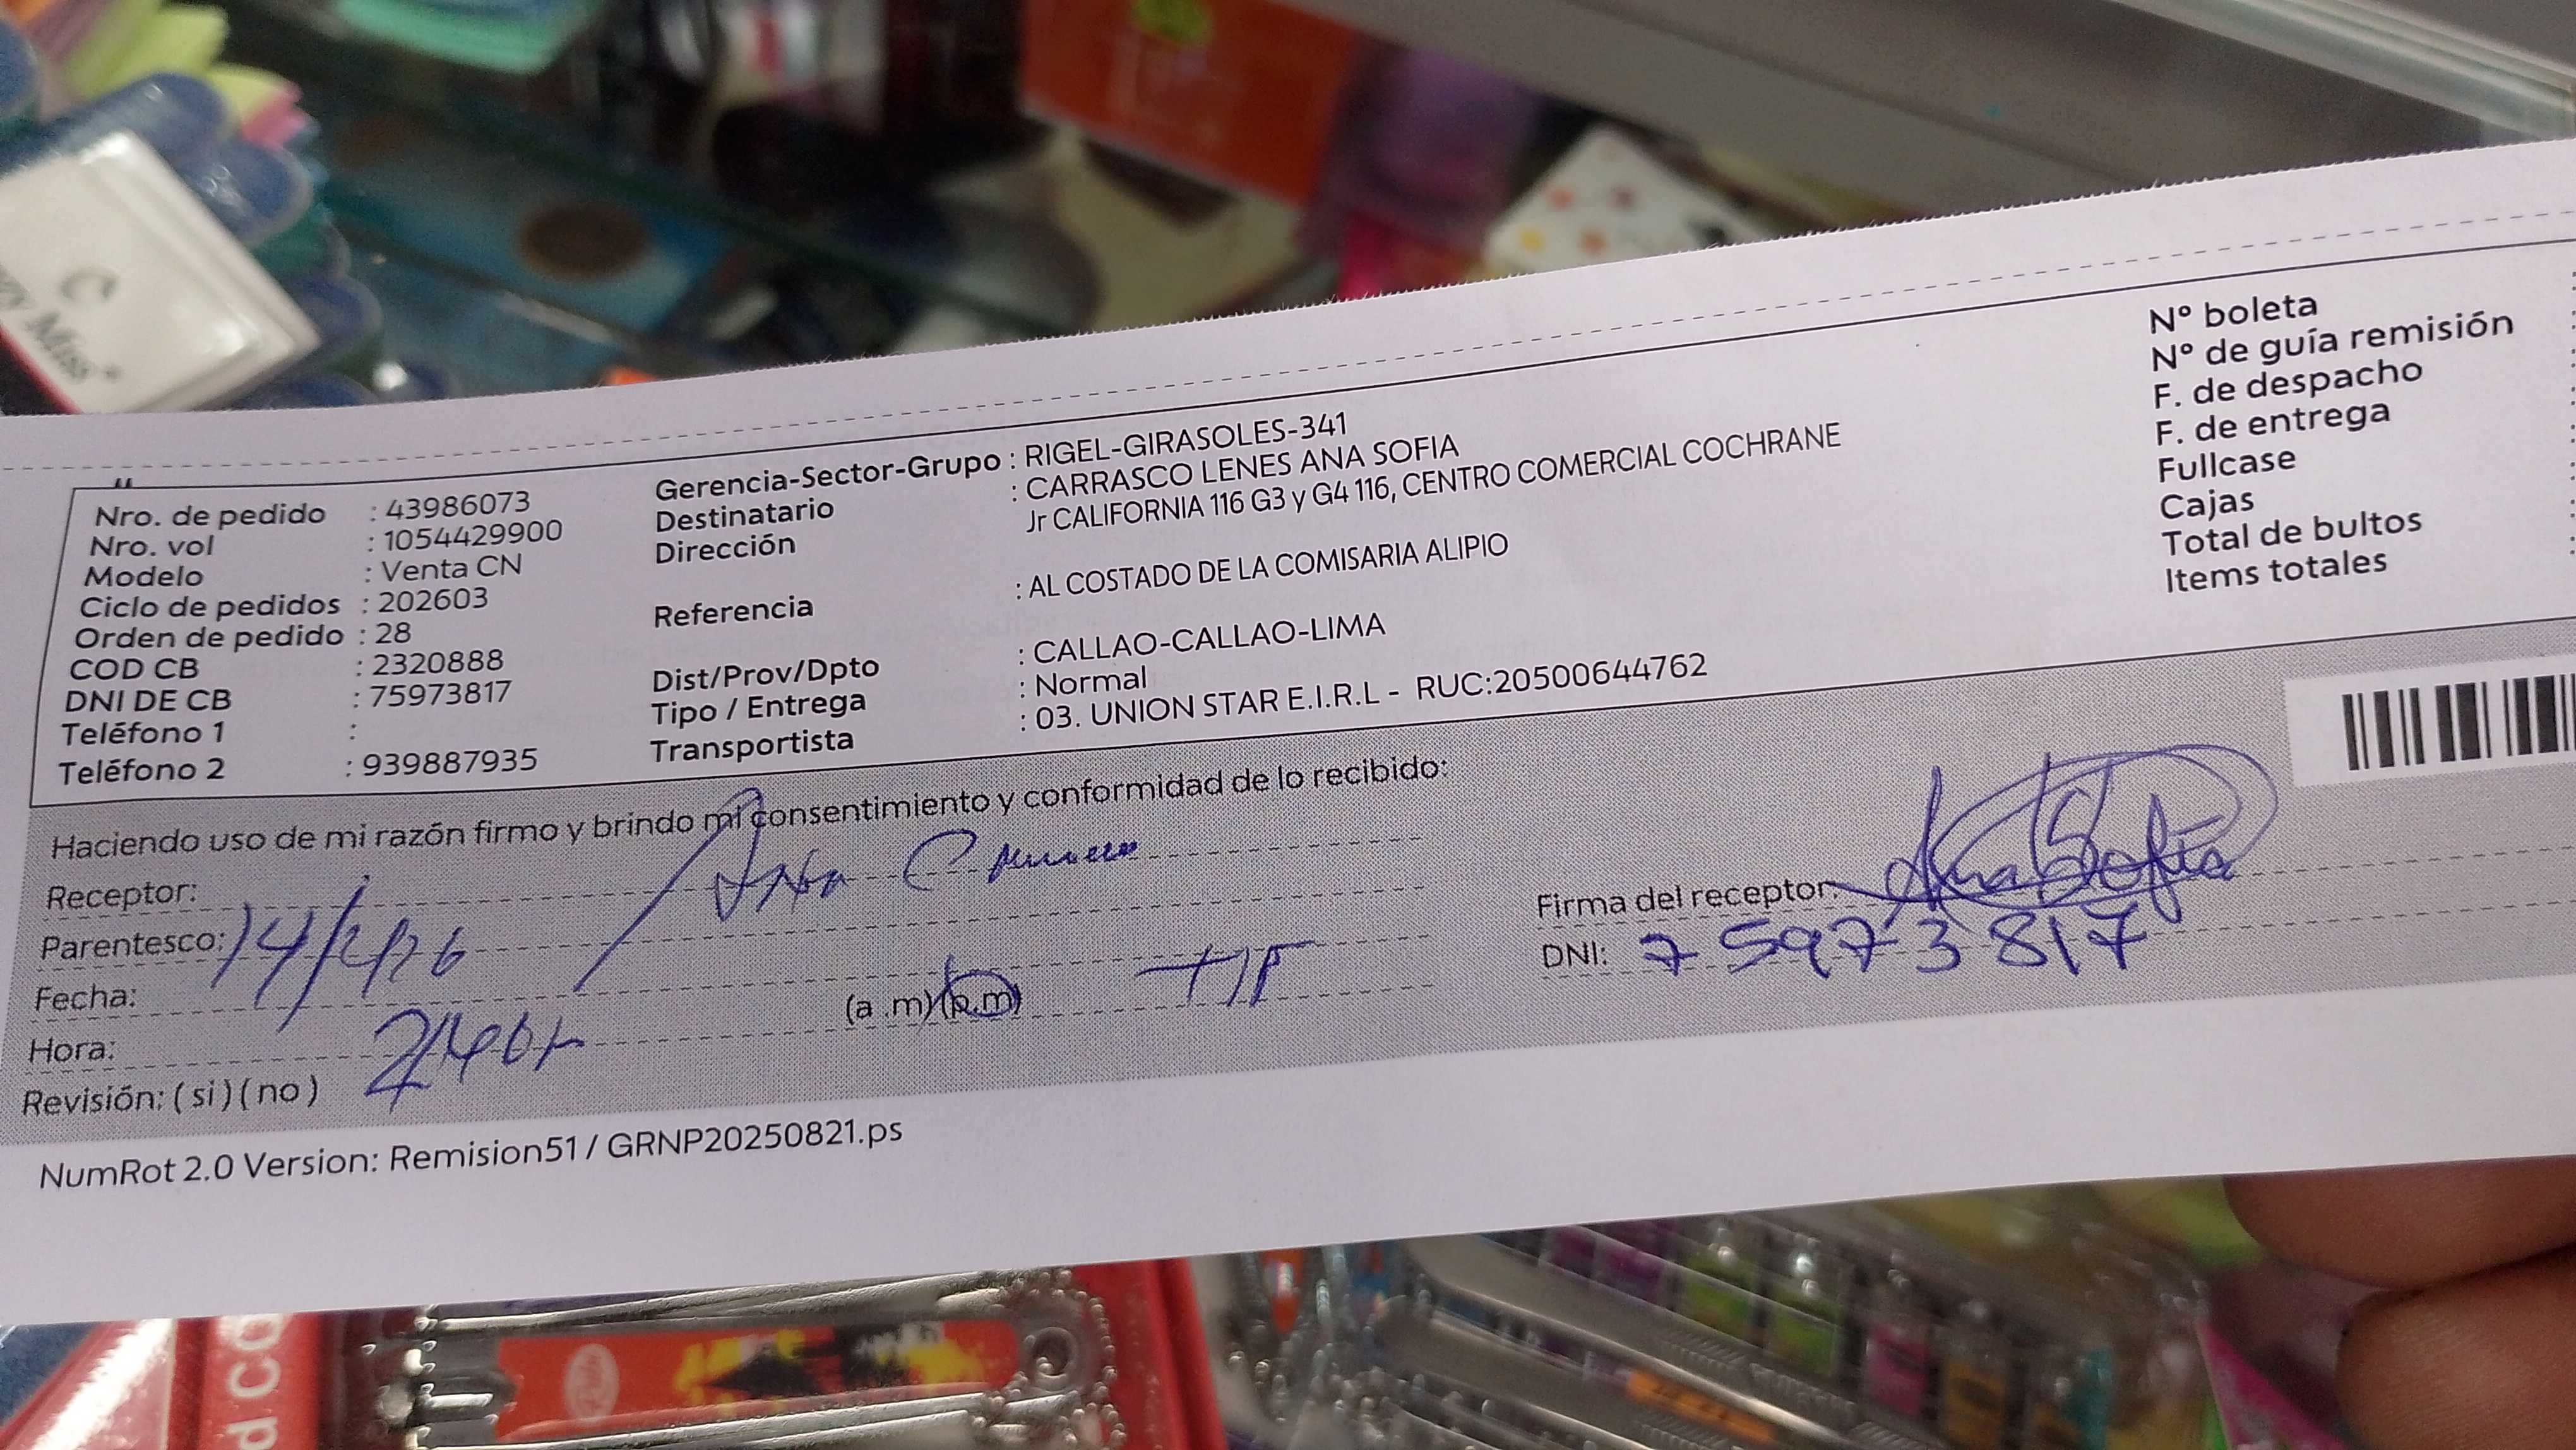 Nro. de pedido : 43986073
Nro. vol : 1054429900
Modelo : Venta CN
Ciclo de pedidos : 202603
Orden de pedido : 28
COD CB : 2320888
DNI DE CB : 75973817
Teléfono 1 :
Teléfono 2 : 939887935
Gerencia-Sector-Grupo : RIGEL-GIRASOLES-341
Destinatario : CARRASCO LENES ANA SOFIA
Dirección Jr CALIFORNIA 116 G3 y G4 116, CENTRO COMERCIAL COCHRANE
Referencia : AL COSTADO DE LA COMISARIA ALIPIO
Dist/Prov/Dpto : CALLAO-CALLAO-LIMA
Tipo / Entrega : Normal
Transportista : 03. UNION STAR E.I.R.L - RUC:20500644762
N° boleta
N° de guía remisión
F. de despacho
F. de entrega
Fullcase
Cajas
Total de bultos
Items totales
Haciendo uso de mi razón firmo y brindo mi consentimiento y conformidad de lo recibido:
Receptor: Ana
Parentesco:
Fecha: 14/2/26
Hora: (a .m)(p.m)
Revisión: (si)(no)
Firma del receptor: Ana Sofia
DNI: 75973817
NumRot 2.0 Version: Remision51 / GRNP20250821.ps
C
Miss